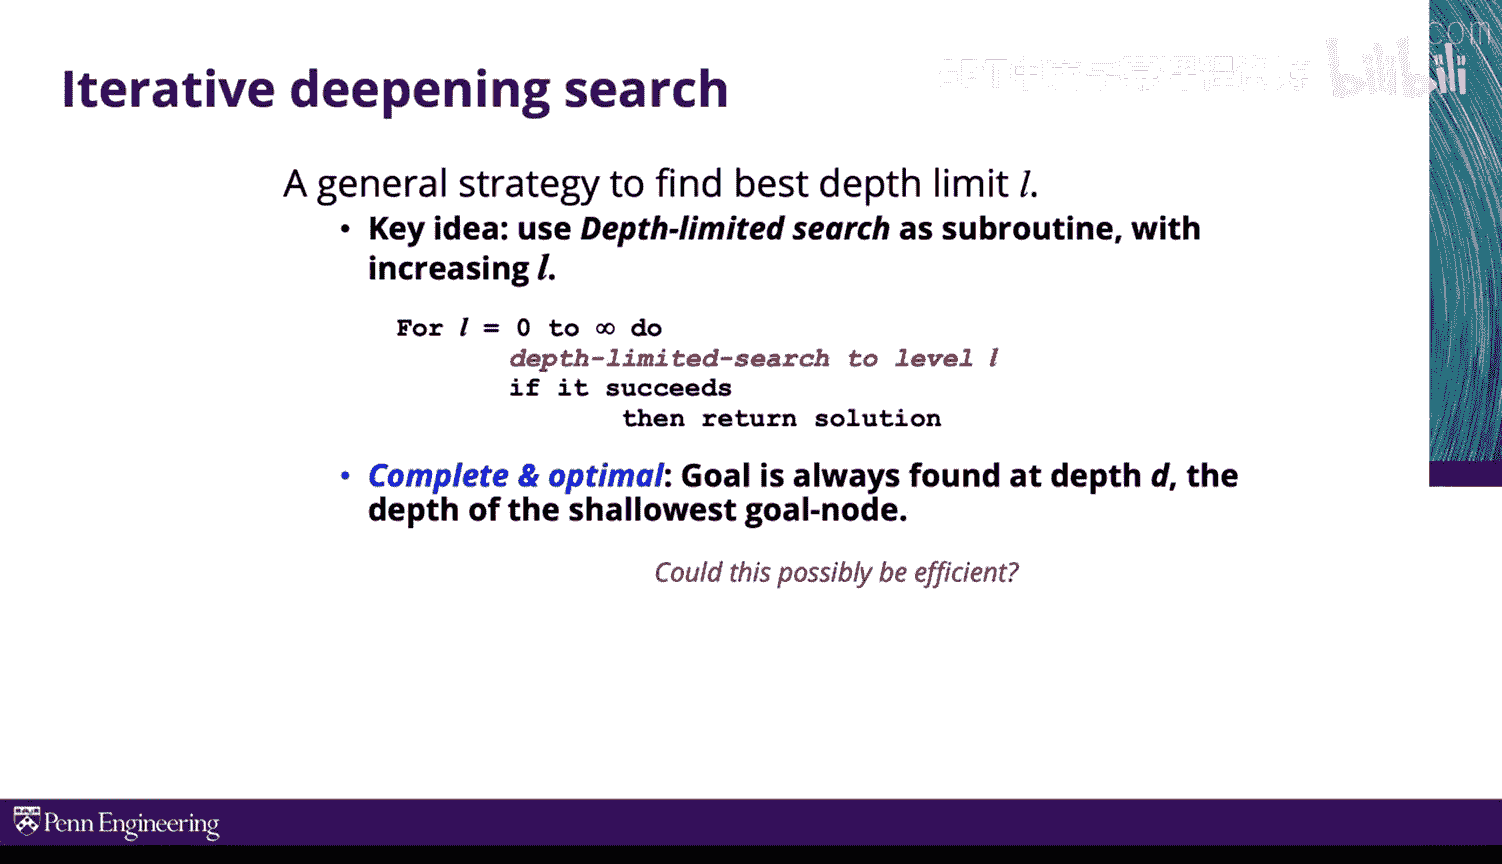 com
Iterative deepening search
bilibili
A general strategy to find best depth limit l.
• Key idea: use Depth-limited search as subroutine, with
increasing l.
For l = 0 to ∞ do
depth-limited-search to level l
if it succeeds
then return solution
• Complete & optimal: Goal is always found at depth d, the
depth of the shallowest goal-node.
Could this possibly be efficient?
Penn Engineering